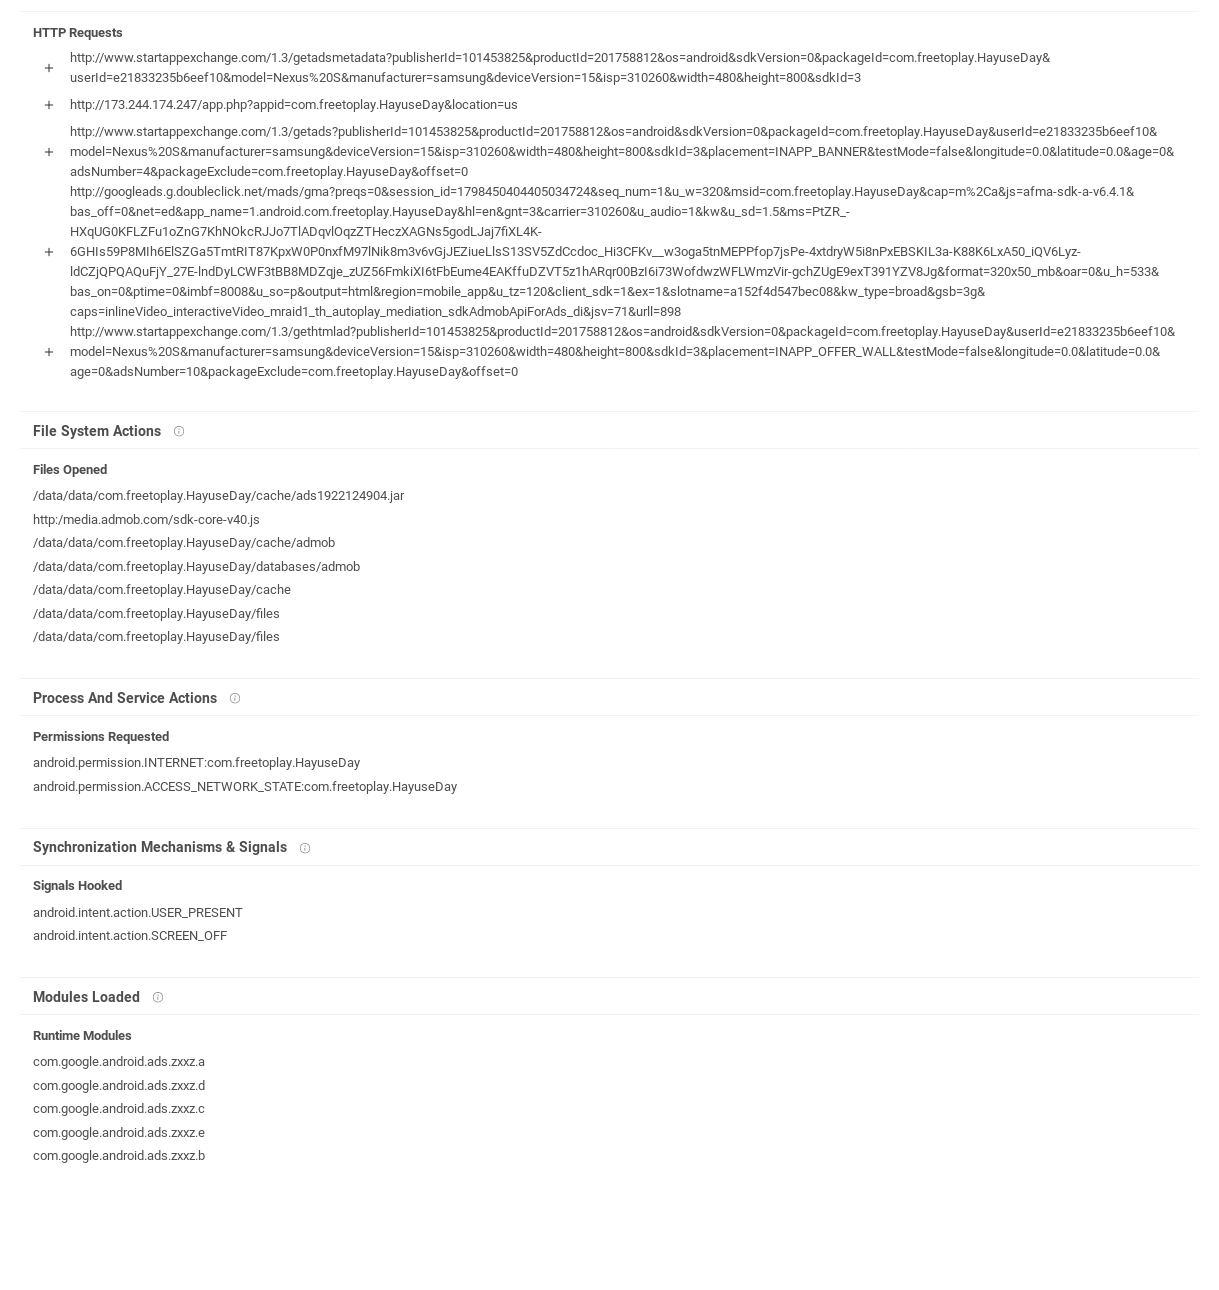 HTTP Requests
http://www.startappexchange.com/1.3/getadsmetadata?publisherId=101453825&productId=201758812&os=android&sdkVersion=0&packageId=com.freetoplay.HayuseDay&
userId=e21833235b6eef10&model=Nexus%20S&manufacturer=samsung&deviceVersion=15&isp=310260&width=480&height=800&sdkId=3
http://173.244.174.247/app.php?appid=com.freetoplay.HayuseDay&location=us
http://www.startappexchange.com/1.3/getads?publisherId=101453825&productId=201758812&os=android&sdkVersion=0&packageId=com.freetoplay.HayuseDay&userId=e21833235b6eef10&
model=Nexus%20S&manufacturer=samsung&deviceVersion=15&isp=310260&width=480&height=800&sdkId=3&placement=INAPP_BANNER&testMode=false&longitude=0.0&latitude=0.0&age=0&
adsNumber=4&packageExclude=com.freetoplay.HayuseDay&offset=0
http://googleads.g.doubleclick.net/mads/gma?preqs=0&session_id=1798450404405034724&seq_num=1&u_w=320&msid=com.freetoplay.HayuseDay&cap=m%2Ca&js=afma-sdk-a-v6.4.1&
bas_off=0&net=ed&app_name=1.android.com.freetoplay.HayuseDay&hl=en&gnt=3&carrier=310260&u_audio=1&kw&u_sd=1.5&ms=PtZR_-
HXqUG0KFLZFu1oZnG7KhNOkcRJJo7TlADqvlOqzZTHeczXAGNs5godLJaj7fiXL4K-
6GHIs59P8MIh6ElSZGa5TmtRIT87KpxW0P0nxfM97lNik8m3v6vGjJEZiueLlsS13SV5ZdCcdoc_Hi3CFKv__w3oga5tnMEPPfop7jsPe-4xtdryW5i8nPxEBSKIL3a-K88K6LxA50_iQV6Lyz-
ldCZjQPQAQuFjY_27E-lndDyLCWF3tBB8MDZqje_zUZ56FmkiXI6tFbEume4EAKffuDZVT5z1hARqr00BzI6i73WofdwzWFLWmzVir-gchZUgE9exT391YZV8Jg&format=320x50_mb&oar=0&u_h=533&
bas_on=0&ptime=0&imbf=8008&u_so=p&output=html&region=mobile_app&u_tz=120&client_sdk=1&ex=1&slotname=a152f4d547bec08&kw_type=broad&gsb=3g&
caps=inlineVideo_interactiveVideo_mraid1_th_autoplay_mediation_sdkAdmobApiForAds_di&jsv=71&urll=898
http://www.startappexchange.com/1.3/gethtmlad?publisherId=101453825&productId=201758812&os=android&sdkVersion=0&packageId=com.freetoplay.HayuseDay&userId=e21833235b6eef10&
model=Nexus%20S&manufacturer=samsung&deviceVersion=15&isp=310260&width=480&height=800&sdkId=3&placement=INAPP_OFFER_WALL&testMode=false&longitude=0.0&latitude=0.0&
age=0&adsNumber=10&packageExclude=com.freetoplay.HayuseDay&offset=0
File System Actions
Files Opened
/data/data/com.freetoplay.HayuseDay/cache/ads1922124904.jar
http:/media.admob.com/sdk-core-v40.js
/data/data/com.freetoplay.HayuseDay/cache/admob
/data/data/com.freetoplay.HayuseDay/databases/admob
/data/data/com.freetoplay.HayuseDay/cache
/data/data/com.freetoplay.HayuseDay/files
/data/data/com.freetoplay.HayuseDay/files
Process And Service Actions
Permissions Requested
android.permission.INTERNET:com.freetoplay.HayuseDay
android.permission.ACCESS_NETWORK_STATE:com.freetoplay.HayuseDay
Synchronization Mechanisms & Signals
Signals Hooked
android.intent.action.USER_PRESENT
android.intent.action.SCREEN_OFF
Modules Loaded
Runtime Modules
com.google.android.ads.zxxz.a
com.google.android.ads.zxxz.d
com.google.android.ads.zxxz.c
com.google.android.ads.zxxz.e
com.google.android.ads.zxxz.b